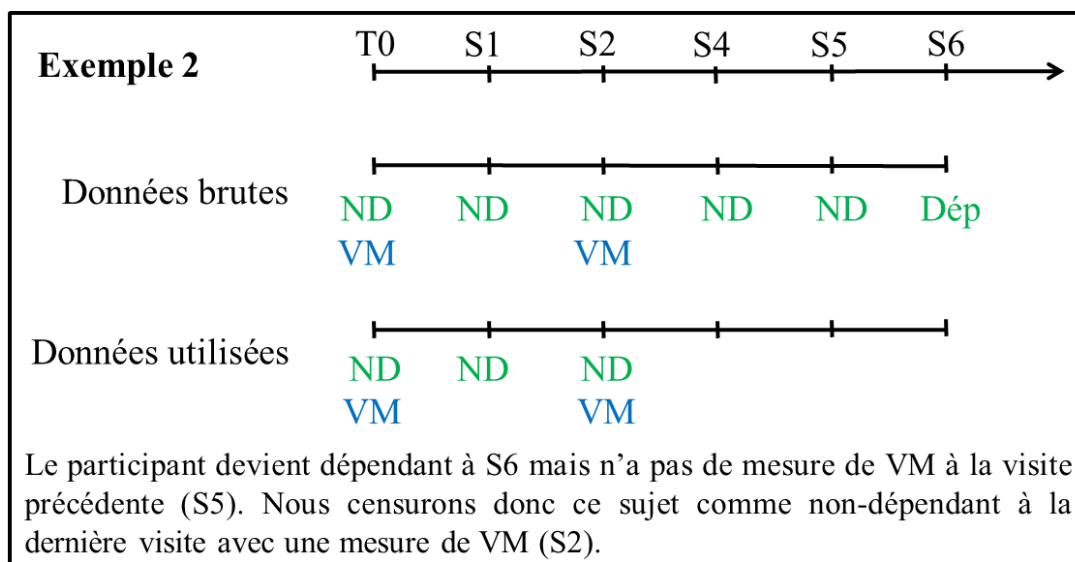 T0 S1 S2 S4 S5 S6
Exemple 2
Données brutes
ND ND ND ND ND Dép
VM VM
Données utilisées
ND ND ND
VM VM
Le participant devient dépendant à S6 mais n'a pas de mesure de VM à la visite
précédente (S5). Nous censurons donc ce sujet comme non-dépendant à la
dernière visite avec une mesure de VM (S2).